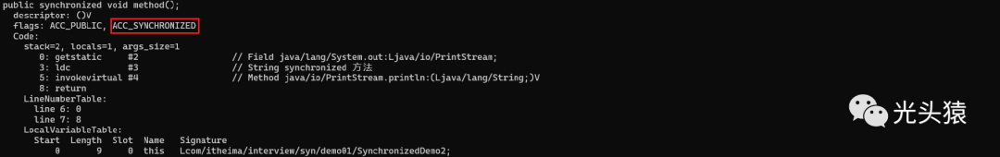 public synchronized void method();
descriptor: ()V
flags: ACC_PUBLIC, ACC_SYNCHRONIZED
Code:
stack=2, locals=1, args_size=1
0: getstatic #2 // Field java/lang/System.out:Ljava/io/PrintStream;
3: ldc #3 // String synchronized 方法
5: invokevirtual #4 // Method java/io/PrintStream.println:(Ljava/lang/String;)V
8: return
LineNumberTable:
line 6: 0
line 7: 8
LocalVariableTable:
Start Length Slot Name Signature
0 9 0 this Lcom/itheima/interview/syn/demo01/SynchronizedDemo2;
光头猿